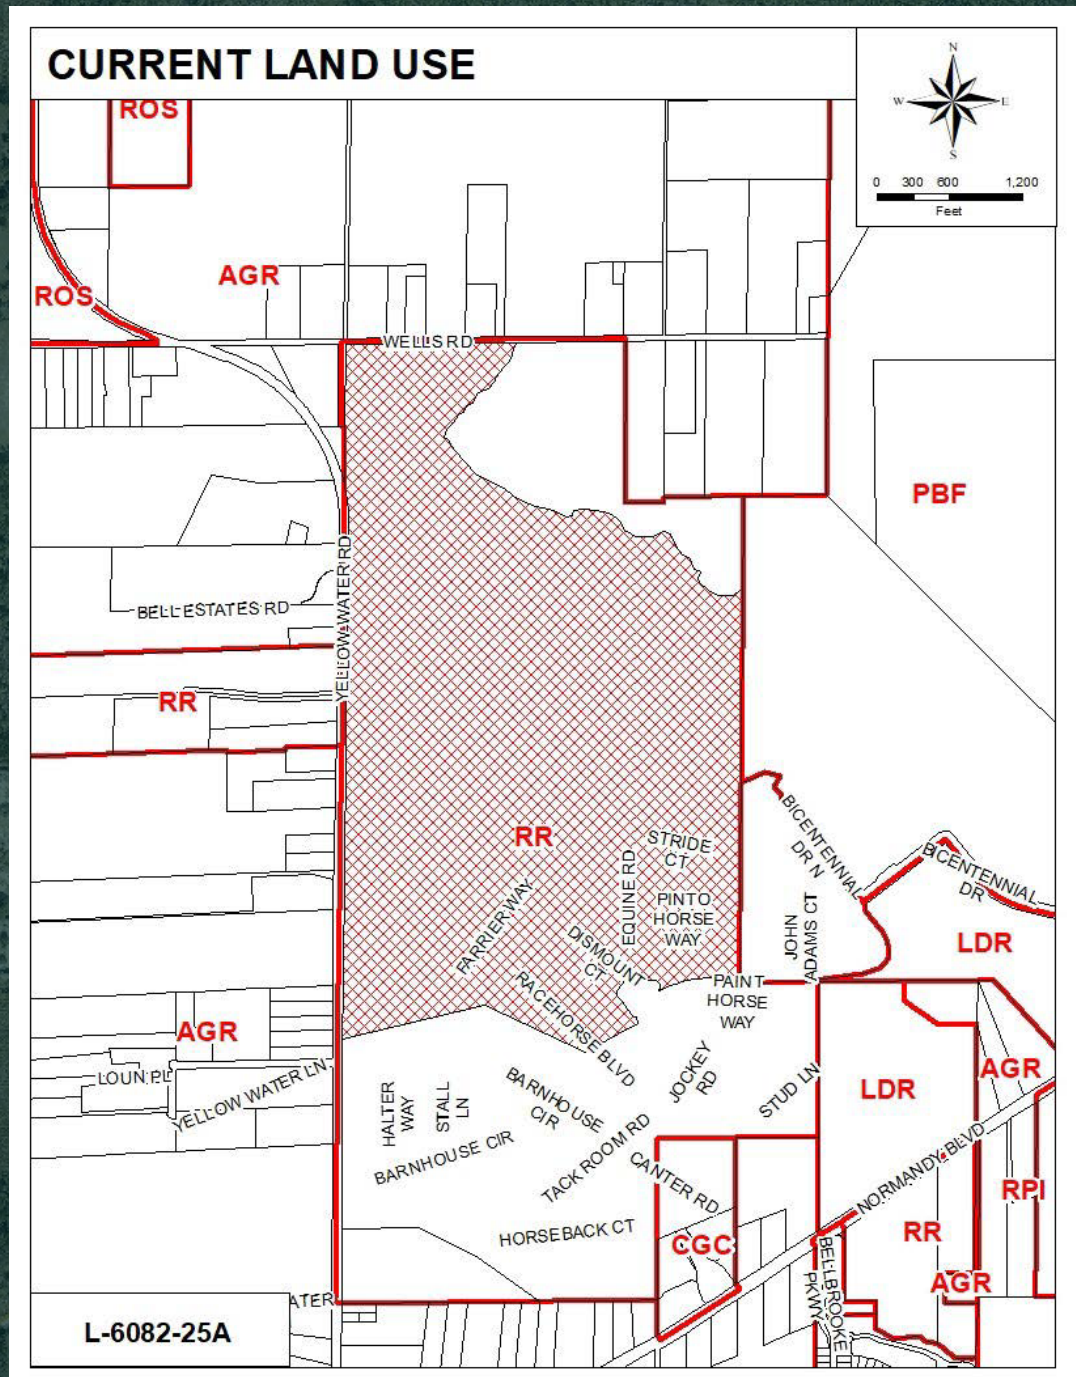 CURRENT LAND USE
N
W
E
S
0 300 600 1,200
Feet
ROS
AGR
ROS
WELLS RD
PBF
YELLOW WATER RD
BELL ESTATES RD
RR
RR
STRIDE
CT
EQUINE RD
PINTO
HORSE
WAY
FARRIER WAY
DISMOUNT
CT
RACEHORSE BLVD
BICENTENNIAL
DR N
BICENTENNIAL
DR
JOHN
ADAMS CT
LDR
PAINT
HORSE
WAY
AGR
LOUN PL
YELLOW WATER LN
HALTER
WAY
STALL
LN
BARNHOUSE
CIR
BARNHOUSE CIR
JOCKEY
RD
STUD LN
TACK ROOM RD
CANTER RD
HORSEBACK CT
LDR
AGR
NORMANDY BLVD
RPI
RR
CGC
AGR
BELLBROOKE
PKWY
ATER
L-6082-25A